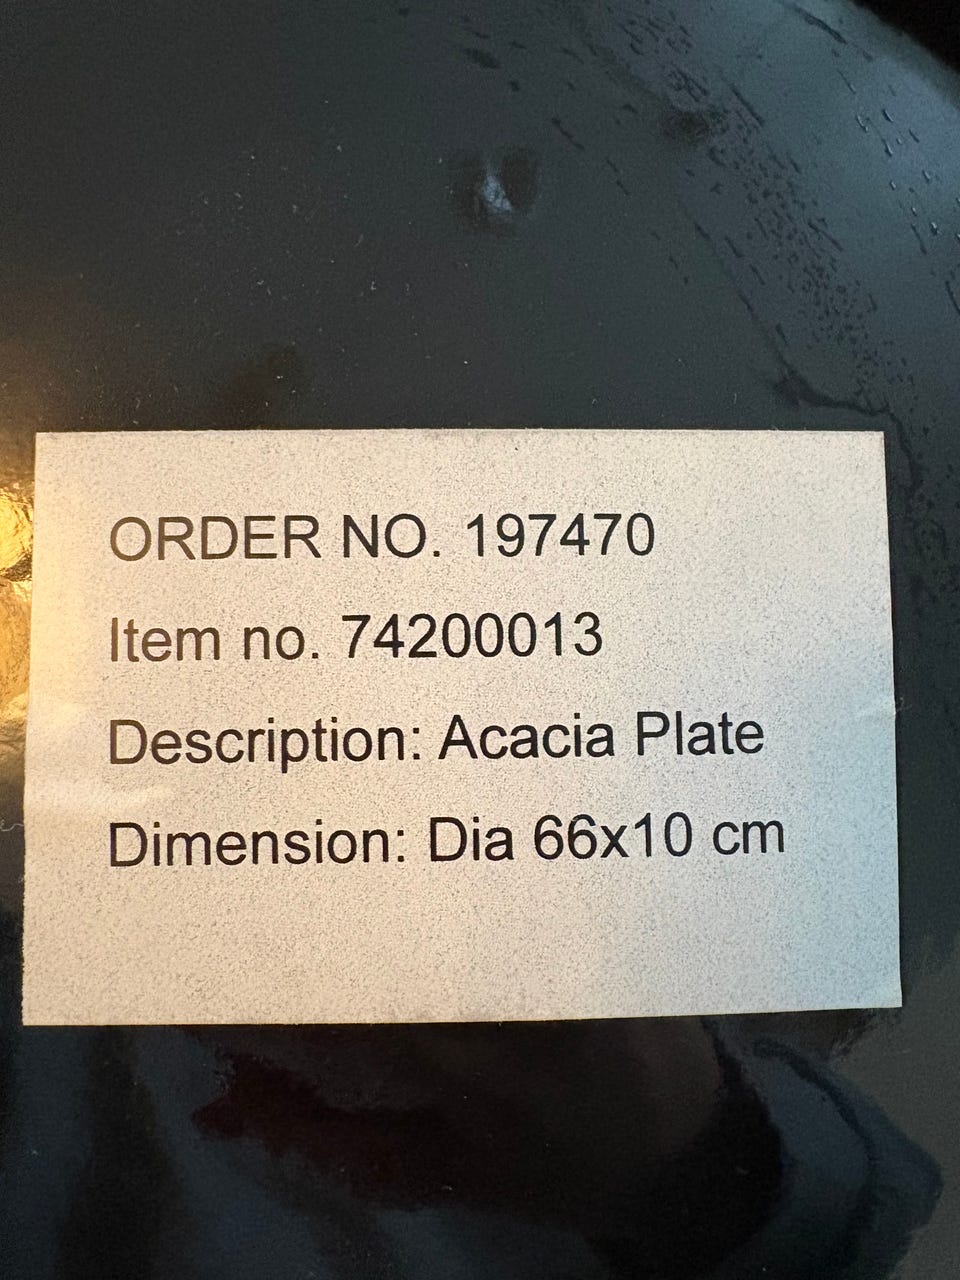 ORDER NO. 197470
Item no. 74200013
Description: Acacia Plate
Dimension: Dia 66x10 cm